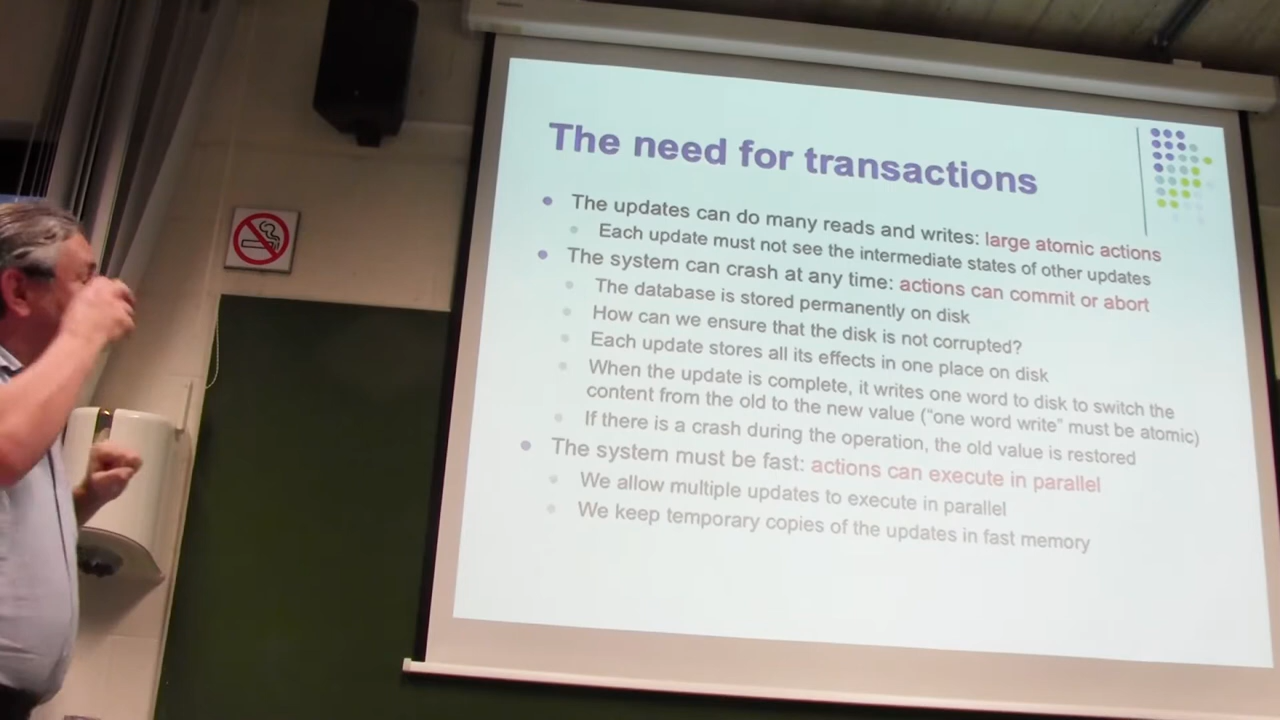 The need for transactions
The updates can do many reads and writes: large atomic actions
Each update must not see the intermediate states of other updates
The system can crash at any time: actions can commit or abort
The database is stored permanently on disk
How can we ensure that the disk is not corrupted?
Each update stores all its effects in one place on disk
When the update is complete, it writes one word to disk to switch the
content from the old to the new value ("one word write" must be atomic)
If there is a crash during the operation, the old value is restored
The system must be fast: actions can execute in parallel
We allow multiple updates to execute in parallel
We keep temporary copies of the updates in fast memory